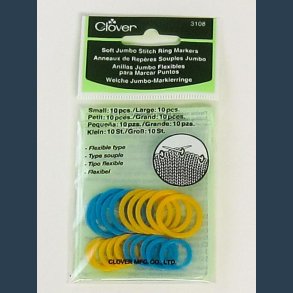 Clover
3108
Soft Jumbo Stitch Ring Markers
Anneaux de Repères Souples Jumbo
Anillas Jumbo Flexibles
para Marcar Puntos
Weiche Jumbo-Markierringe
Small: 10 pcs./Large: 10 pcs.
Petit: 10 pces./Grand: 10 pces.
Pequeña: 10 pzs./Grande: 10 pzs.
Klein: 10 St./Groß: 10 St.
- Flexible type
- Type souple
- Tipo flexible
- Flexibel
CLOVER MFG. CO., LTD.